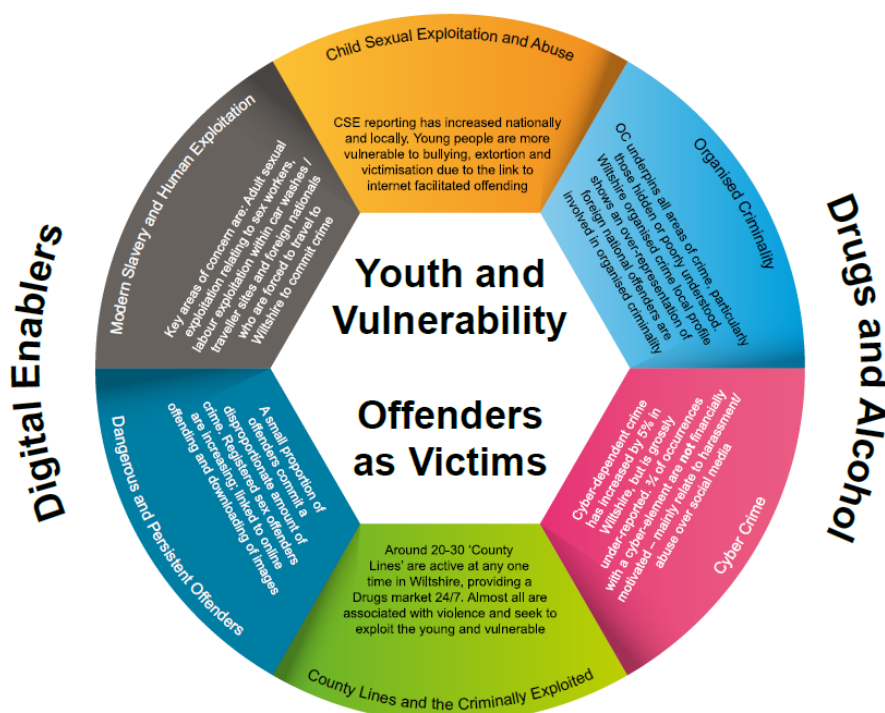 Child Sexual Exploitation and Abuse
CSE reporting has increased nationally
and locally. Young people are more
vulnerable to bullying, extortion and
victimisation due to the link to
internet facilitated offending
Organised Criminality
OC underpins all areas of crime, particularly
those hidden or poorly understood.
Wiltshire organised crime local profile
shows an over-representation of
foreign national offenders are
involved in organised criminality
Cyber Crime
Cyber-dependent crime
has increased by 5% in
Wiltshire, but is grossly
under-reported. ¾ of occurrences
with a cyber-element are not financially
motivated – mainly relate to harassment/
abuse over social media
County Lines and the Criminally Exploited
Around 20-30 'County
Lines' are active at any one
time in Wiltshire, providing a
Drugs market 24/7. Almost all are
associated with violence and seek to
exploit the young and vulnerable
Dangerous and Persistent Offenders
A small proportion of
offenders commit a
disproportionate amount of
crime. Registered sex offenders
are increasing; linked to online
offending and downloading of images
Modern Slavery and Human Exploitation
Key areas of concern are: Adult sexual
exploitation relating to sex workers,
labour exploitation within car washes /
traveller sites and foreign nationals
who are forced to travel to
Wiltshire to commit crime
Youth and
Vulnerability
Offenders
as Victims
Digital Enablers
Drugs and Alcohol